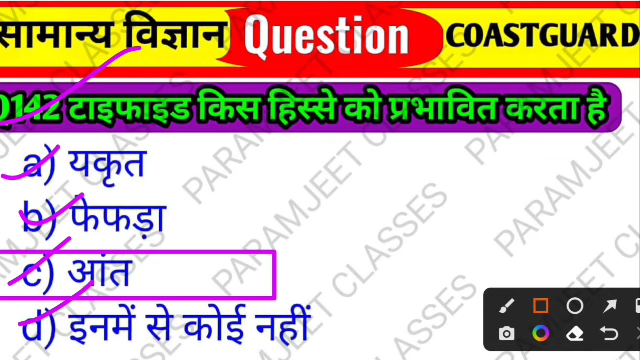 सामान्य विज्ञान Question COASTGUARD
Q142 टाइफाइड किस हिस्से को प्रभावित करता है
a) यकृत
b) फेफड़ा
c) आंत
d) इनमें से कोई नहीं
PARAMJEET CLASSES